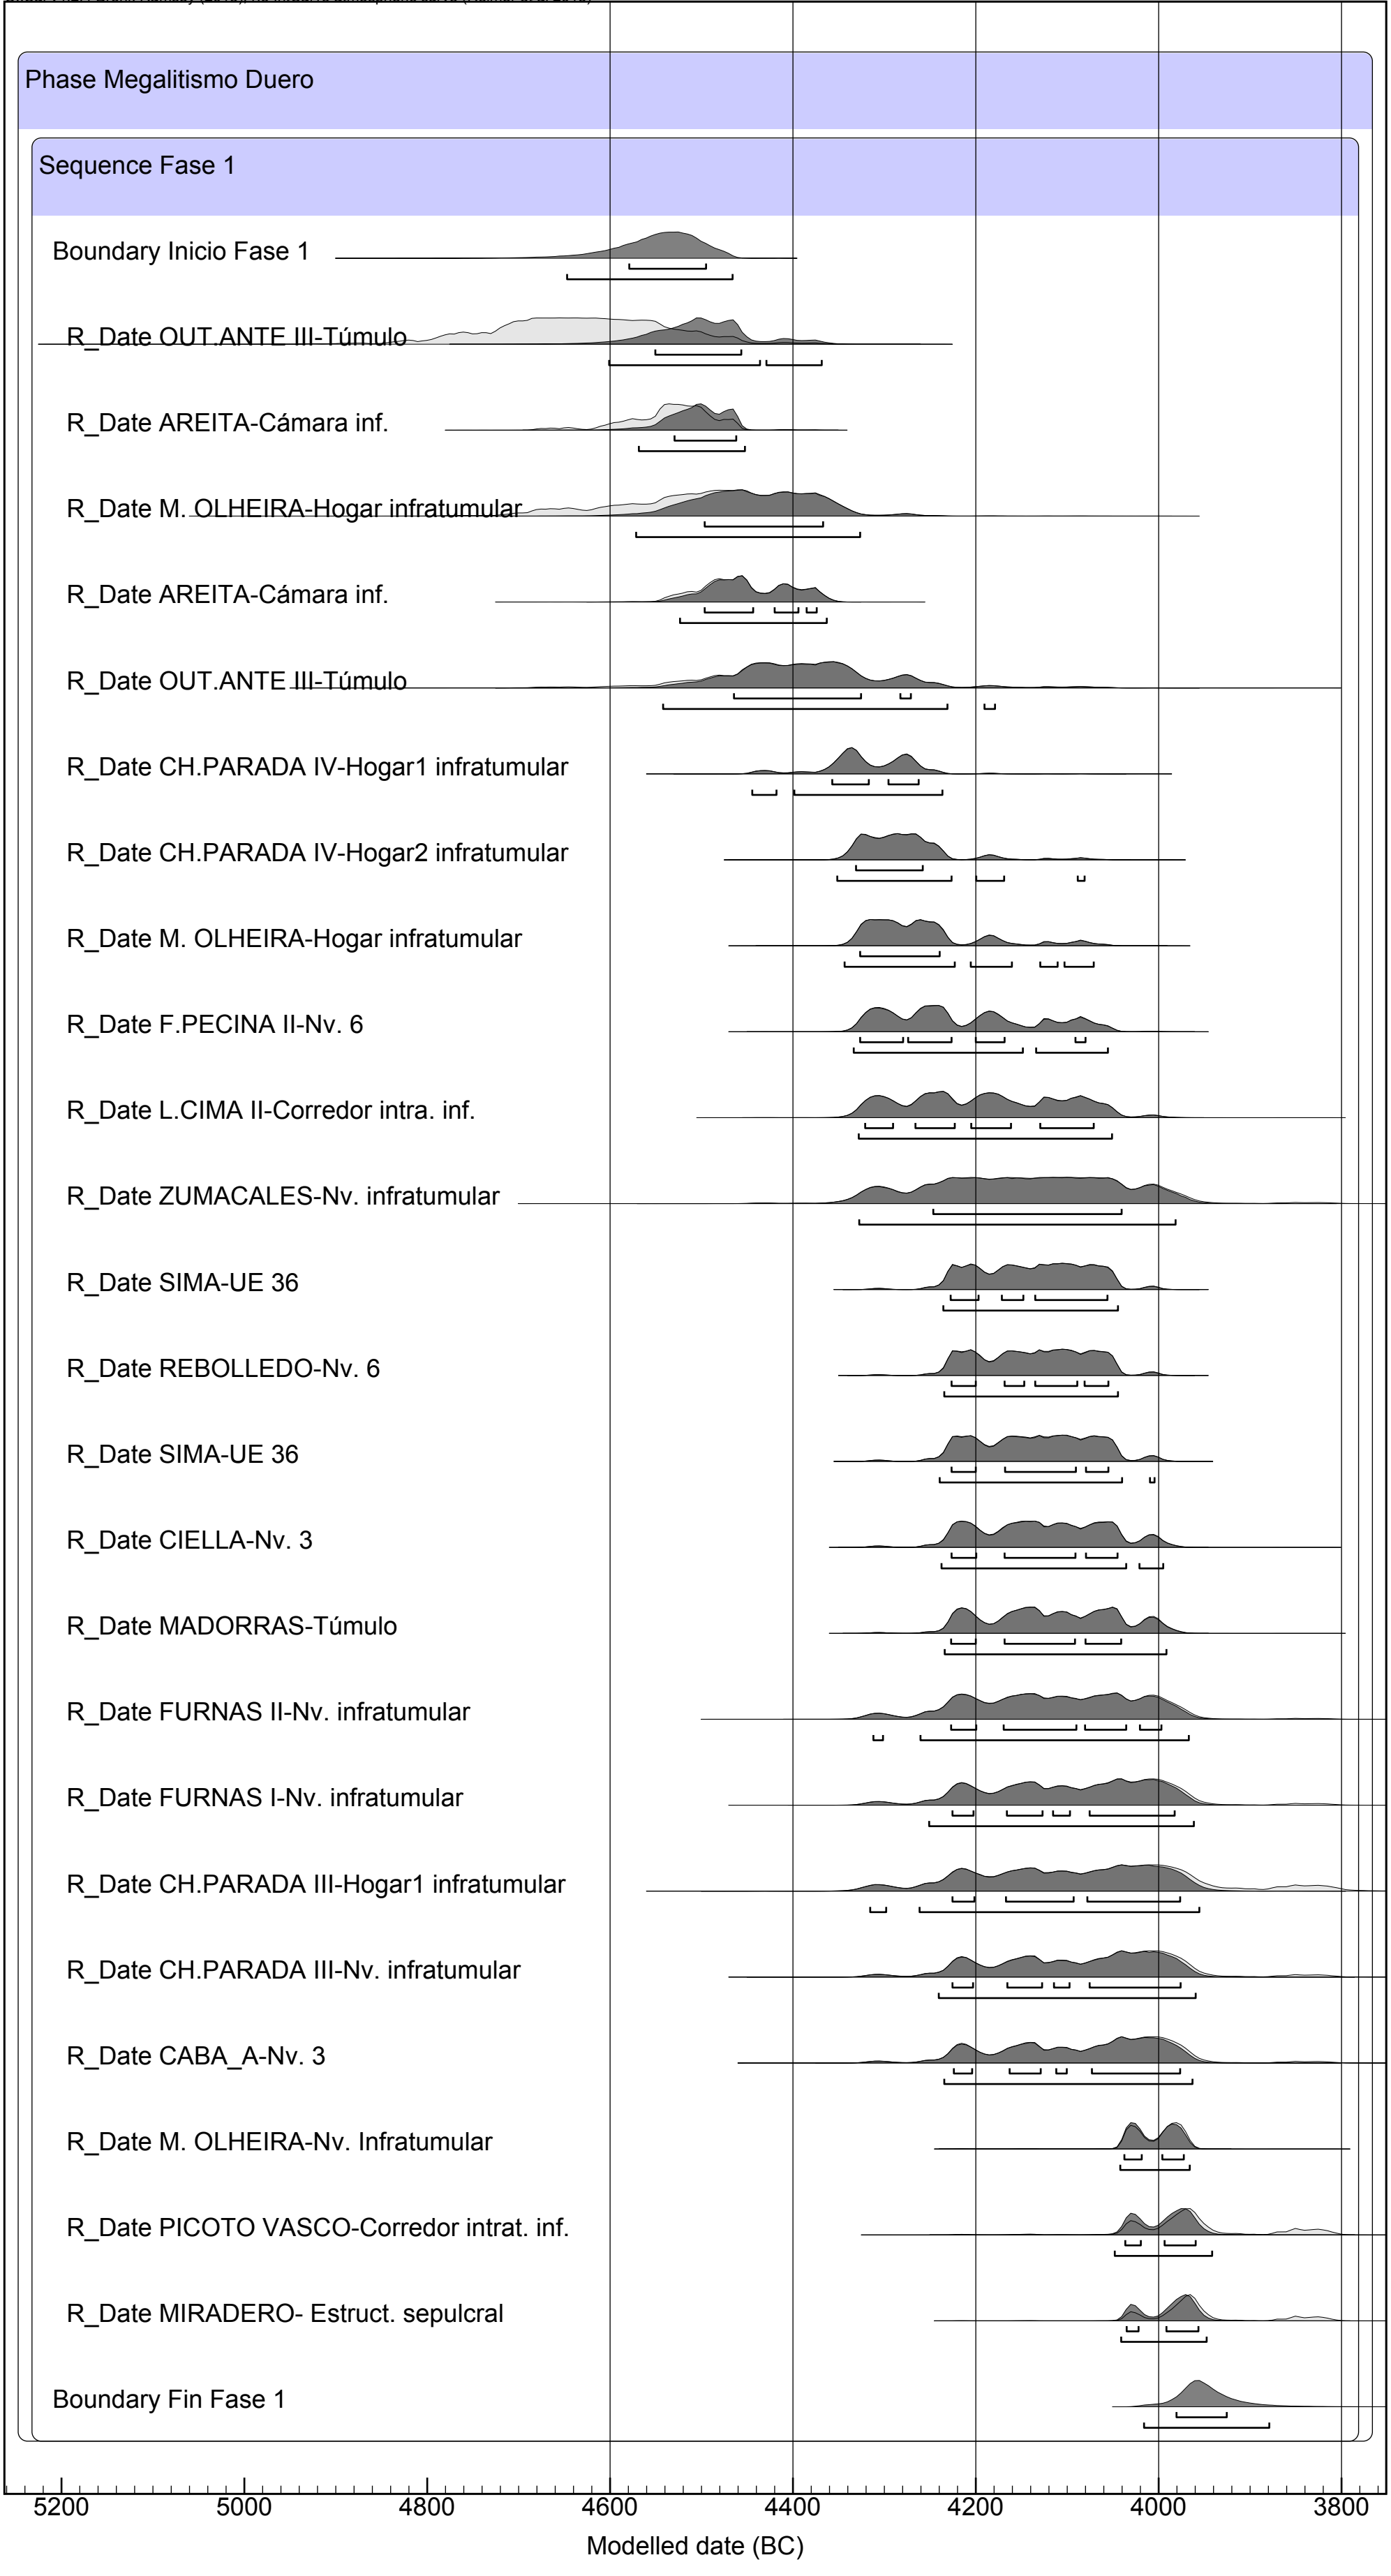 Phase Megalitismo Duero
Sequence Fase 1
Boundary Inicio Fase 1
R_Date OUT.ANTE III-Túmulo
R_Date AREITA-Cámara inf.
R_Date M. OLHEIRA-Hogar infratumular
R_Date AREITA-Cámara inf.
R_Date OUT.ANTE III-Túmulo
R_Date CH.PARADA IV-Hogar1 infratumular
R_Date CH.PARADA IV-Hogar2 infratumular
R_Date M. OLHEIRA-Hogar infratumular
R_Date F.PECINA II-Nv. 6
R_Date L.CIMA II-Corredor intra. inf.
R_Date ZUMACALES-Nv. infratumular
R_Date SIMA-UE 36
R_Date REBOLLEDO-Nv. 6
R_Date SIMA-UE 36
R_Date CIELLA-Nv. 3
R_Date MADORRAS-Túmulo
R_Date FURNAS II-Nv. infratumular
R_Date FURNAS I-Nv. infratumular
R_Date CH.PARADA III-Hogar1 infratumular
R_Date CH.PARADA III-Nv. infratumular
R_Date CABA_A-Nv. 3
R_Date M. OLHEIRA-Nv. Infratumular
R_Date PICOTO VASCO-Corredor intrat. inf.
R_Date MIRADERO- Estruct. sepulcral
Boundary Fin Fase 1
5200 5000 4800 4600 4400 4200 4000 3800
Modelled date (BC)